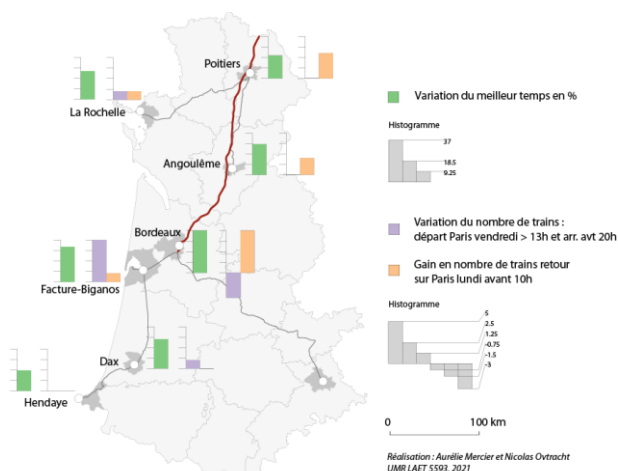 Poitiers
La Rochelle
Angoulême
Bordeaux
Facture-Biganos
Dax
Hendaye
Variation du meilleur temps en %
Histogramme
37
18.5
9.25
Variation du nombre de trains :
départ Paris vendredi > 13h et arr. avt 20h
Gain en nombre de trains retour
sur Paris lundi avant 10h
Histogramme
5
2.5
1.25
-0.75
-1.5
-3
0 100 km
Réalisation : Aurélie Mercier et Nicolas Ovtracht
UMR LAET 5593, 2021